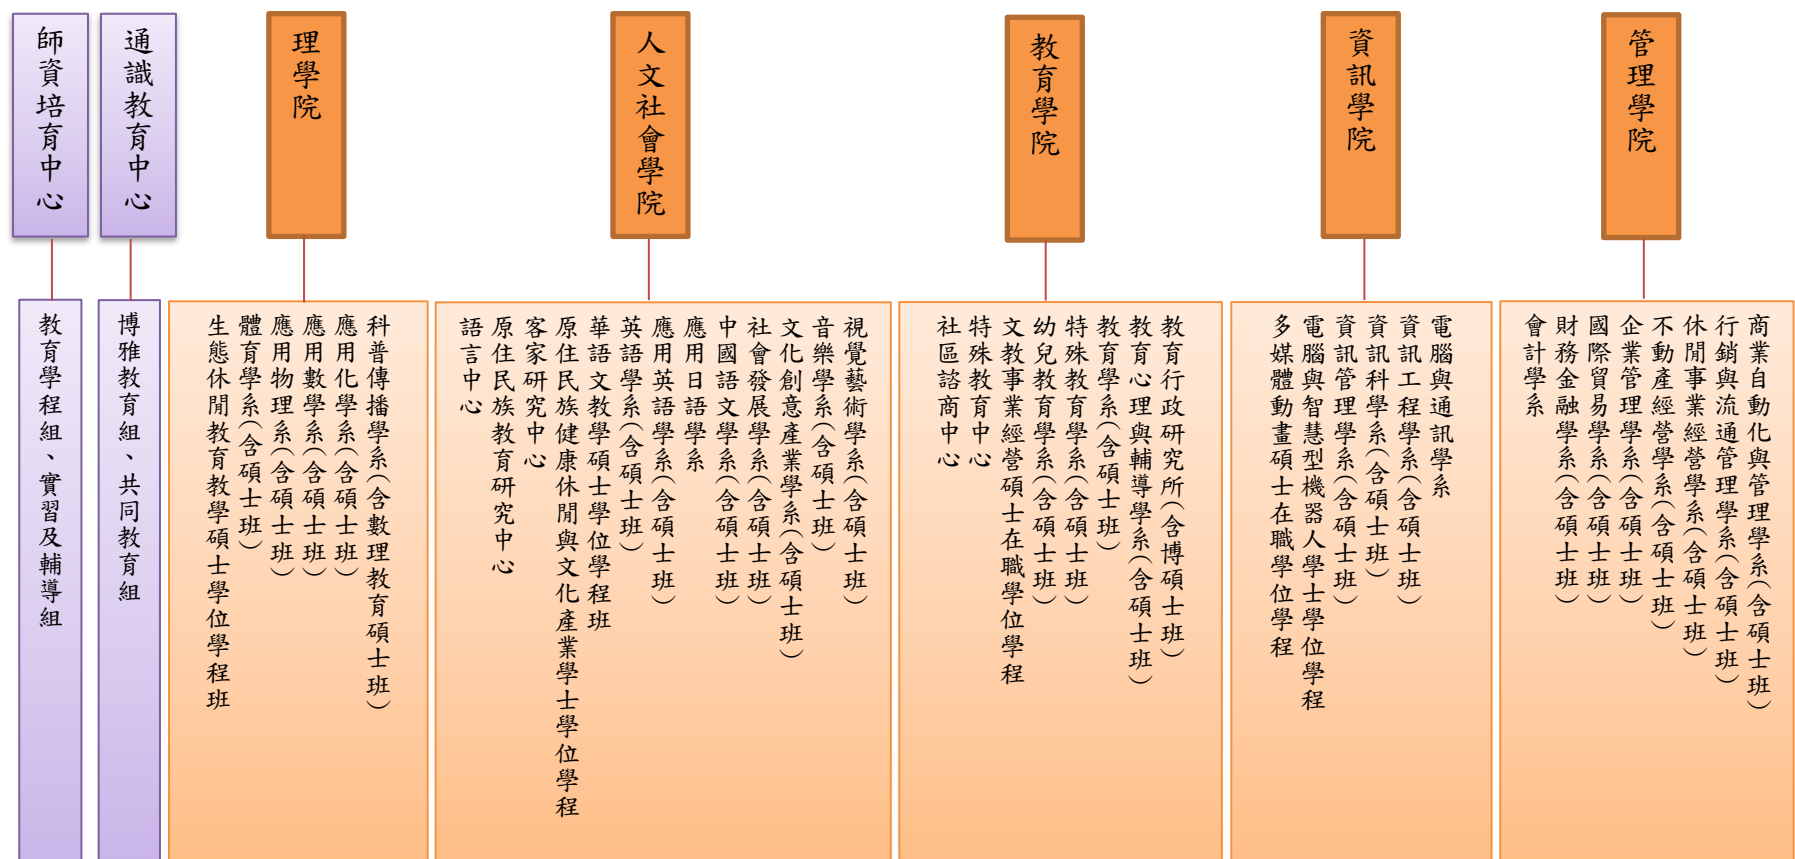 管理學院
商業自動化與管理學系(含碩士班)
行銷與流通管理學系(含碩士班)
休閒事業經營學系(含碩士班)
不動產經營學系(含碩士班)
企業管理學系(含碩士班)
國際貿易學系(含碩士班)
財務金融學系(含碩士班)
會計學系
資訊學院
電腦與通訊學系
資訊工程學系(含碩士班)
資訊科學系(含碩士班)
資訊管理學系(含碩士班)
電腦與智慧型機器人學士學位學程
多媒體動畫碩士在職學位學程
教育學院
教育行政研究所(含博碩士班)
教育心理與輔導學系(含碩士班)
教育學系(含碩士班)
特殊教育學系(含碩士班)
幼兒教育學系(含碩士班)
文教事業經營碩士在職學位學程
特殊教育中心
社區諮商中心
人文社會學院
視覺藝術學系(含碩士班)
音樂學系(含碩士班)
文化創意產業學系(含碩士班)
社會發展學系(含碩士班)
中國語文學系(含碩士班)
應用日語學系
應用英語學系(含碩士班)
英語學系(含碩士班)
華語文教學碩士學位學程班
原住民族健康休閒與文化產業學士學位學程
客家研究中心
原住民族教育研究中心
語言中心
理學院
科普傳播學系(含數理教育碩士班)
應用化學系(含碩士班)
應用數學系(含碩士班)
應用物理系(含碩士班)
體育學系(含碩士班)
生態休閒教育教學碩士學位學程班
通識教育中心
博雅教育組、共同教育組
師資培育中心
教育學程組、實習及輔導組